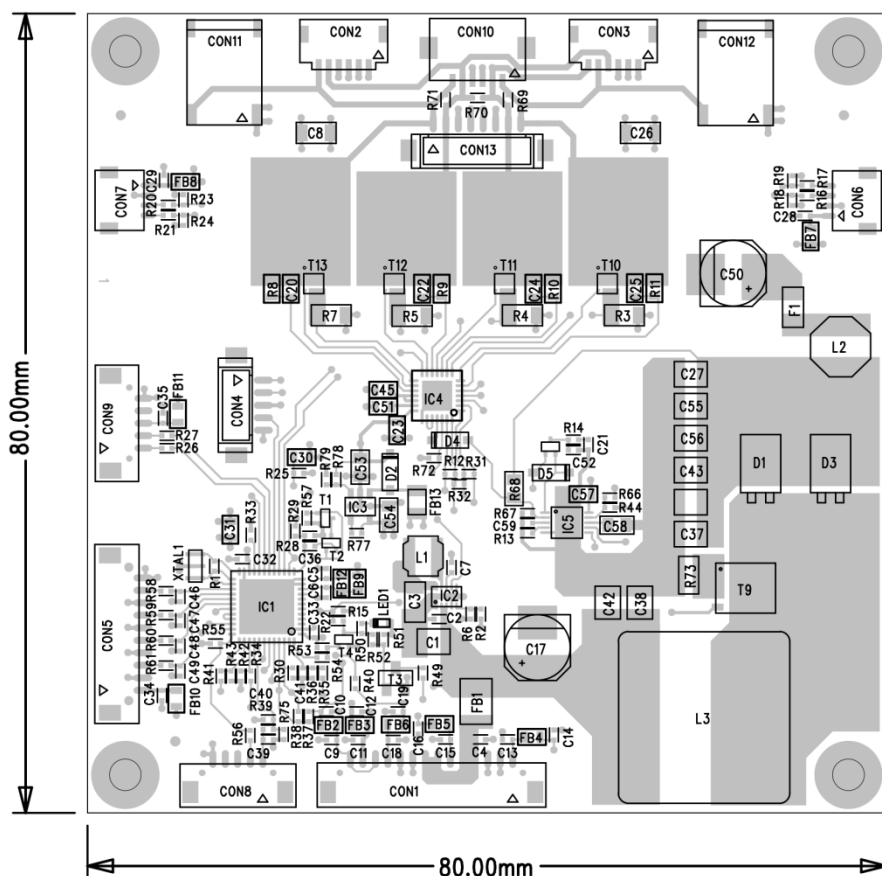 CON11
CON2
CON10
CON3
CON12
R71
R70
R69
C8
C26
CON13
CON7
C29
FB8
R23
R20
R21
R24
R19
R17
R18
R16
C28
FB7
CON6
T13
T12
T11
T10
C50
+
1
R8
C20
C22
R9
C24
R10
C25
R11
F1
R7
R5
R4
R3
L2
CON9
C35
FB11
CON4
C45
C51
IC4
C27
R27
R26
C23
C55
D4
R14
C21
C56
C30
R79
R78
C53
D2
R72
R12
R31
C52
D5
D1
D3
R25
R32
C43
R68
C57
R66
R44
R57
T1
IC3
FB13
C54
R67
C59
R13
IC5
C58
C37
C31
R33
R29
R28
C36
T2
R77
XTAL1
R1
C32
L1
C7
R73
T9
CON5
R58
C46
IC1
C5
C6
FB12
FB9
C3
IC2
C42
C38
R59
C47
C33
R22
R15
LED1
C2
R6
R2
R60
C48
R55
R53
T4
R50
R52
R51
C1
C17
+
R61
C49
R41
R43
R42
R34
R54
R30
C41
R36
R35
R40
T3
R49
C34
FB10
C40
R39
C10
C12
C19
FB1
L3
R56
R75
R38
R37
FB2
FB3
FB6
C16
FB5
FB4
C14
C39
C9
C11
C18
C15
C4
C13
CON8
CON1
80.00mm
80.00mm